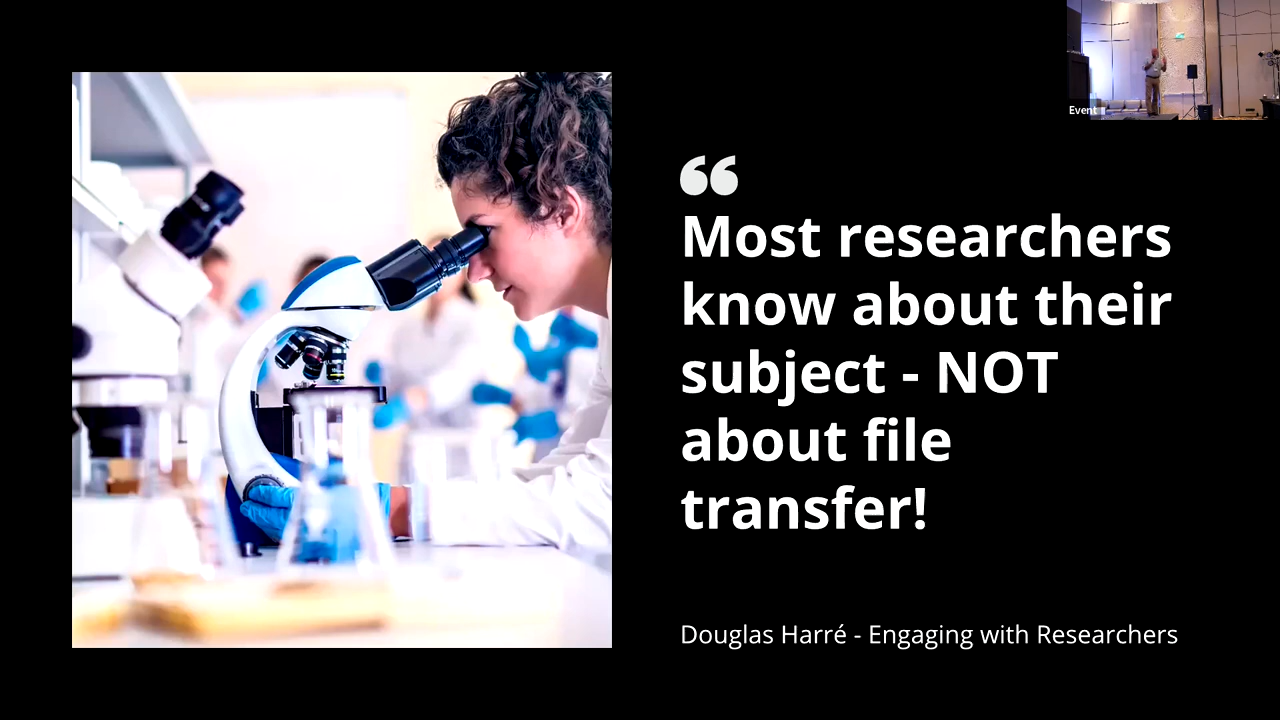 Event
“
Most researchers
know about their
subject - NOT
about file
transfer!
Douglas Harré - Engaging with Researchers